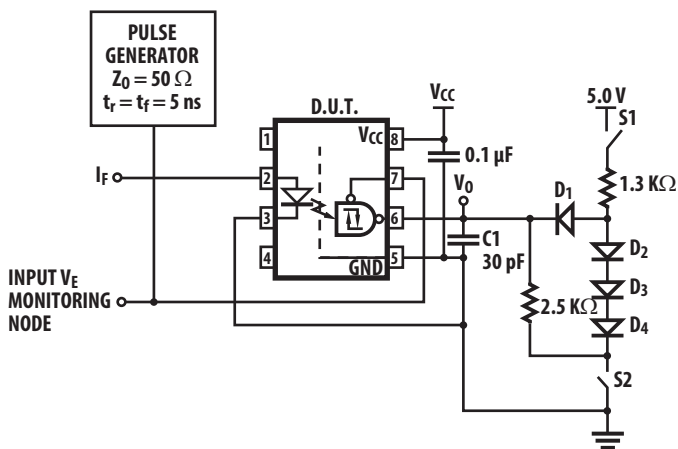 PULSE
GENERATOR
Z0 = 50 Ω
tr = tf = 5 ns
D.U.T.
VCC
5.0 V
S1
1
VCC
8
0.1 µF
1.3 KΩ
IF
2
7
VO
D1
3
6
C1
30 pF
D2
4
GND
5
D3
2.5 KΩ
D4
INPUT VE
MONITORING
NODE
S2